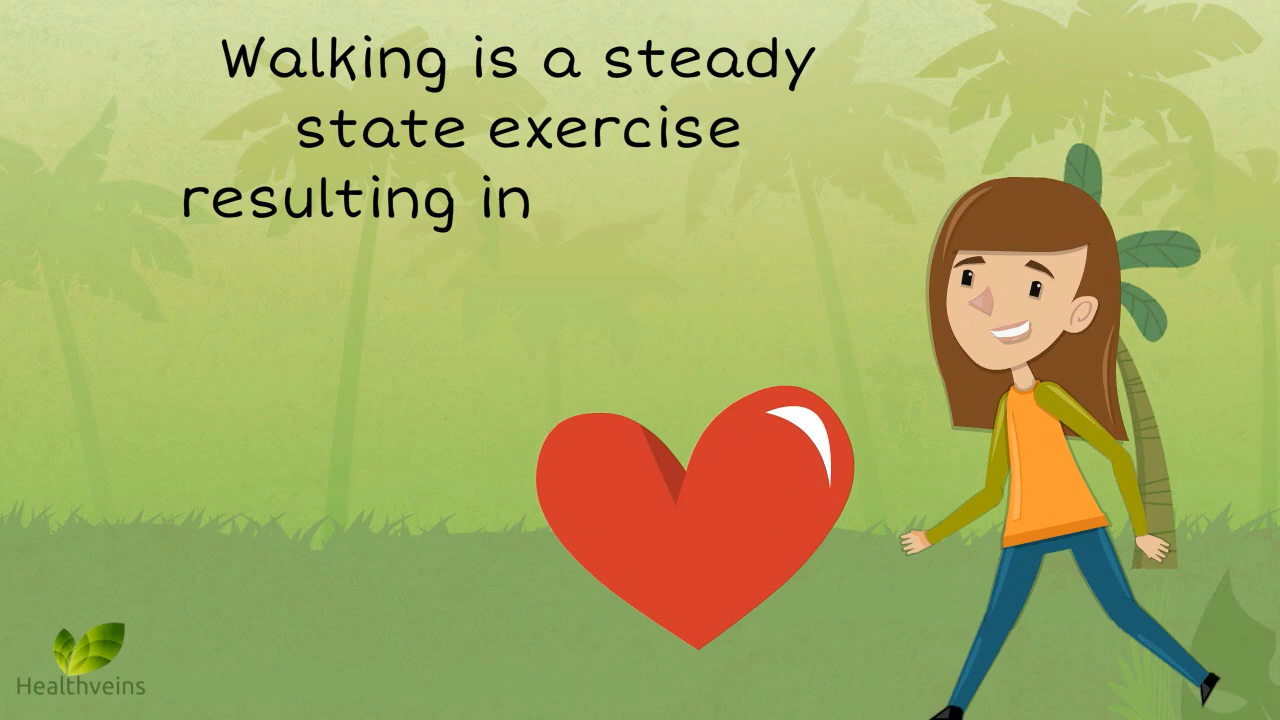 Walking is a steady
state exercise
resulting in
Healthveins